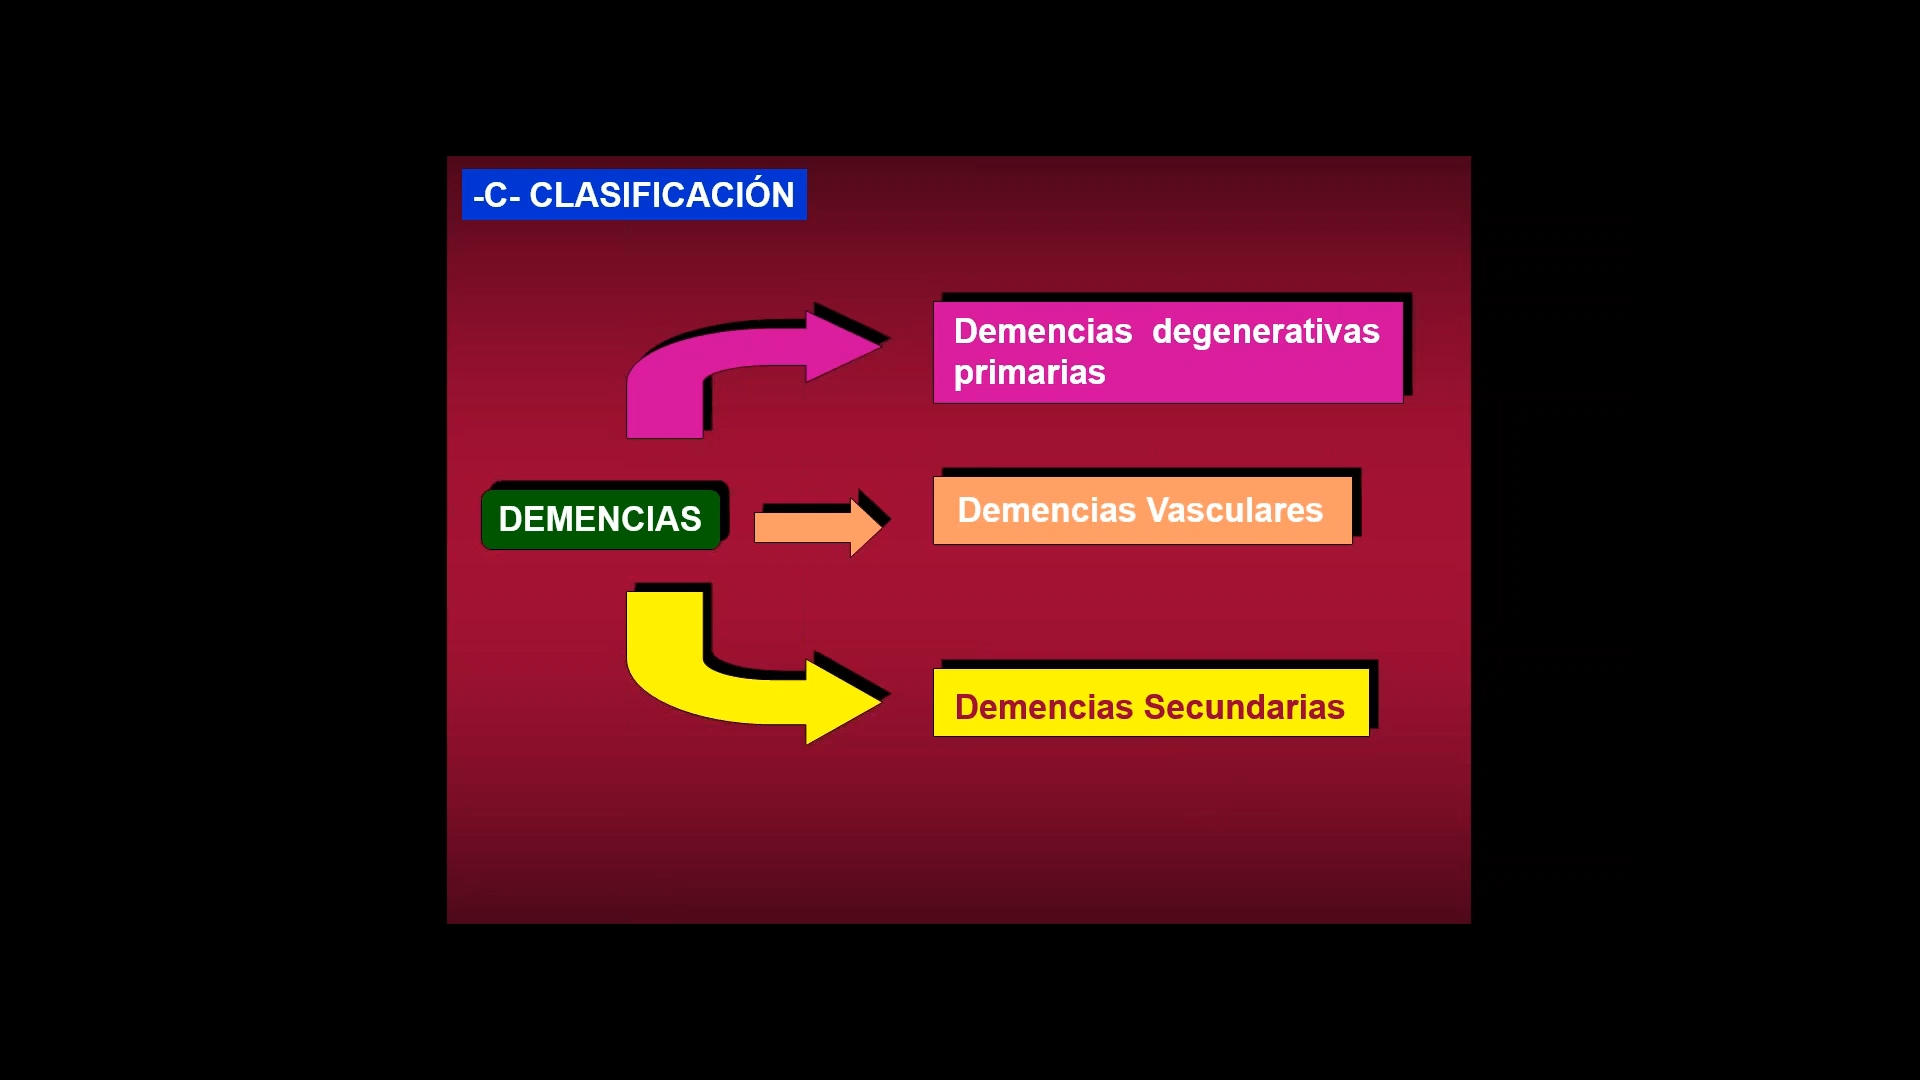 -C- CLASIFICACIÓN
Demencias  degenerativas
primarias
DEMENCIAS
Demencias Vasculares
Demencias Secundarias